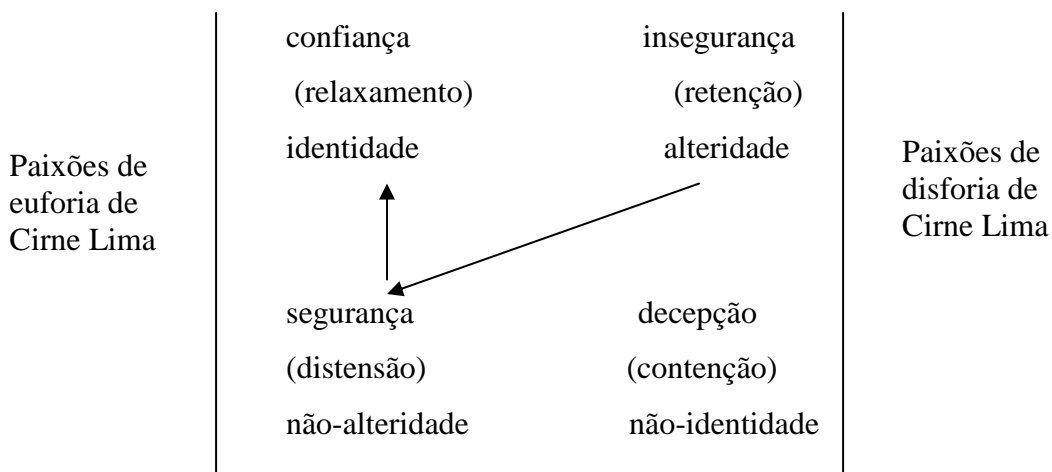 confiança insegurança
(relaxamento) (retenção)
identidade alteridade
Paixões de
euforia de
Cirne Lima
Paixões de
disforia de
Cirne Lima
segurança decepção
(distensão) (contenção)
não-alteridade não-identidade